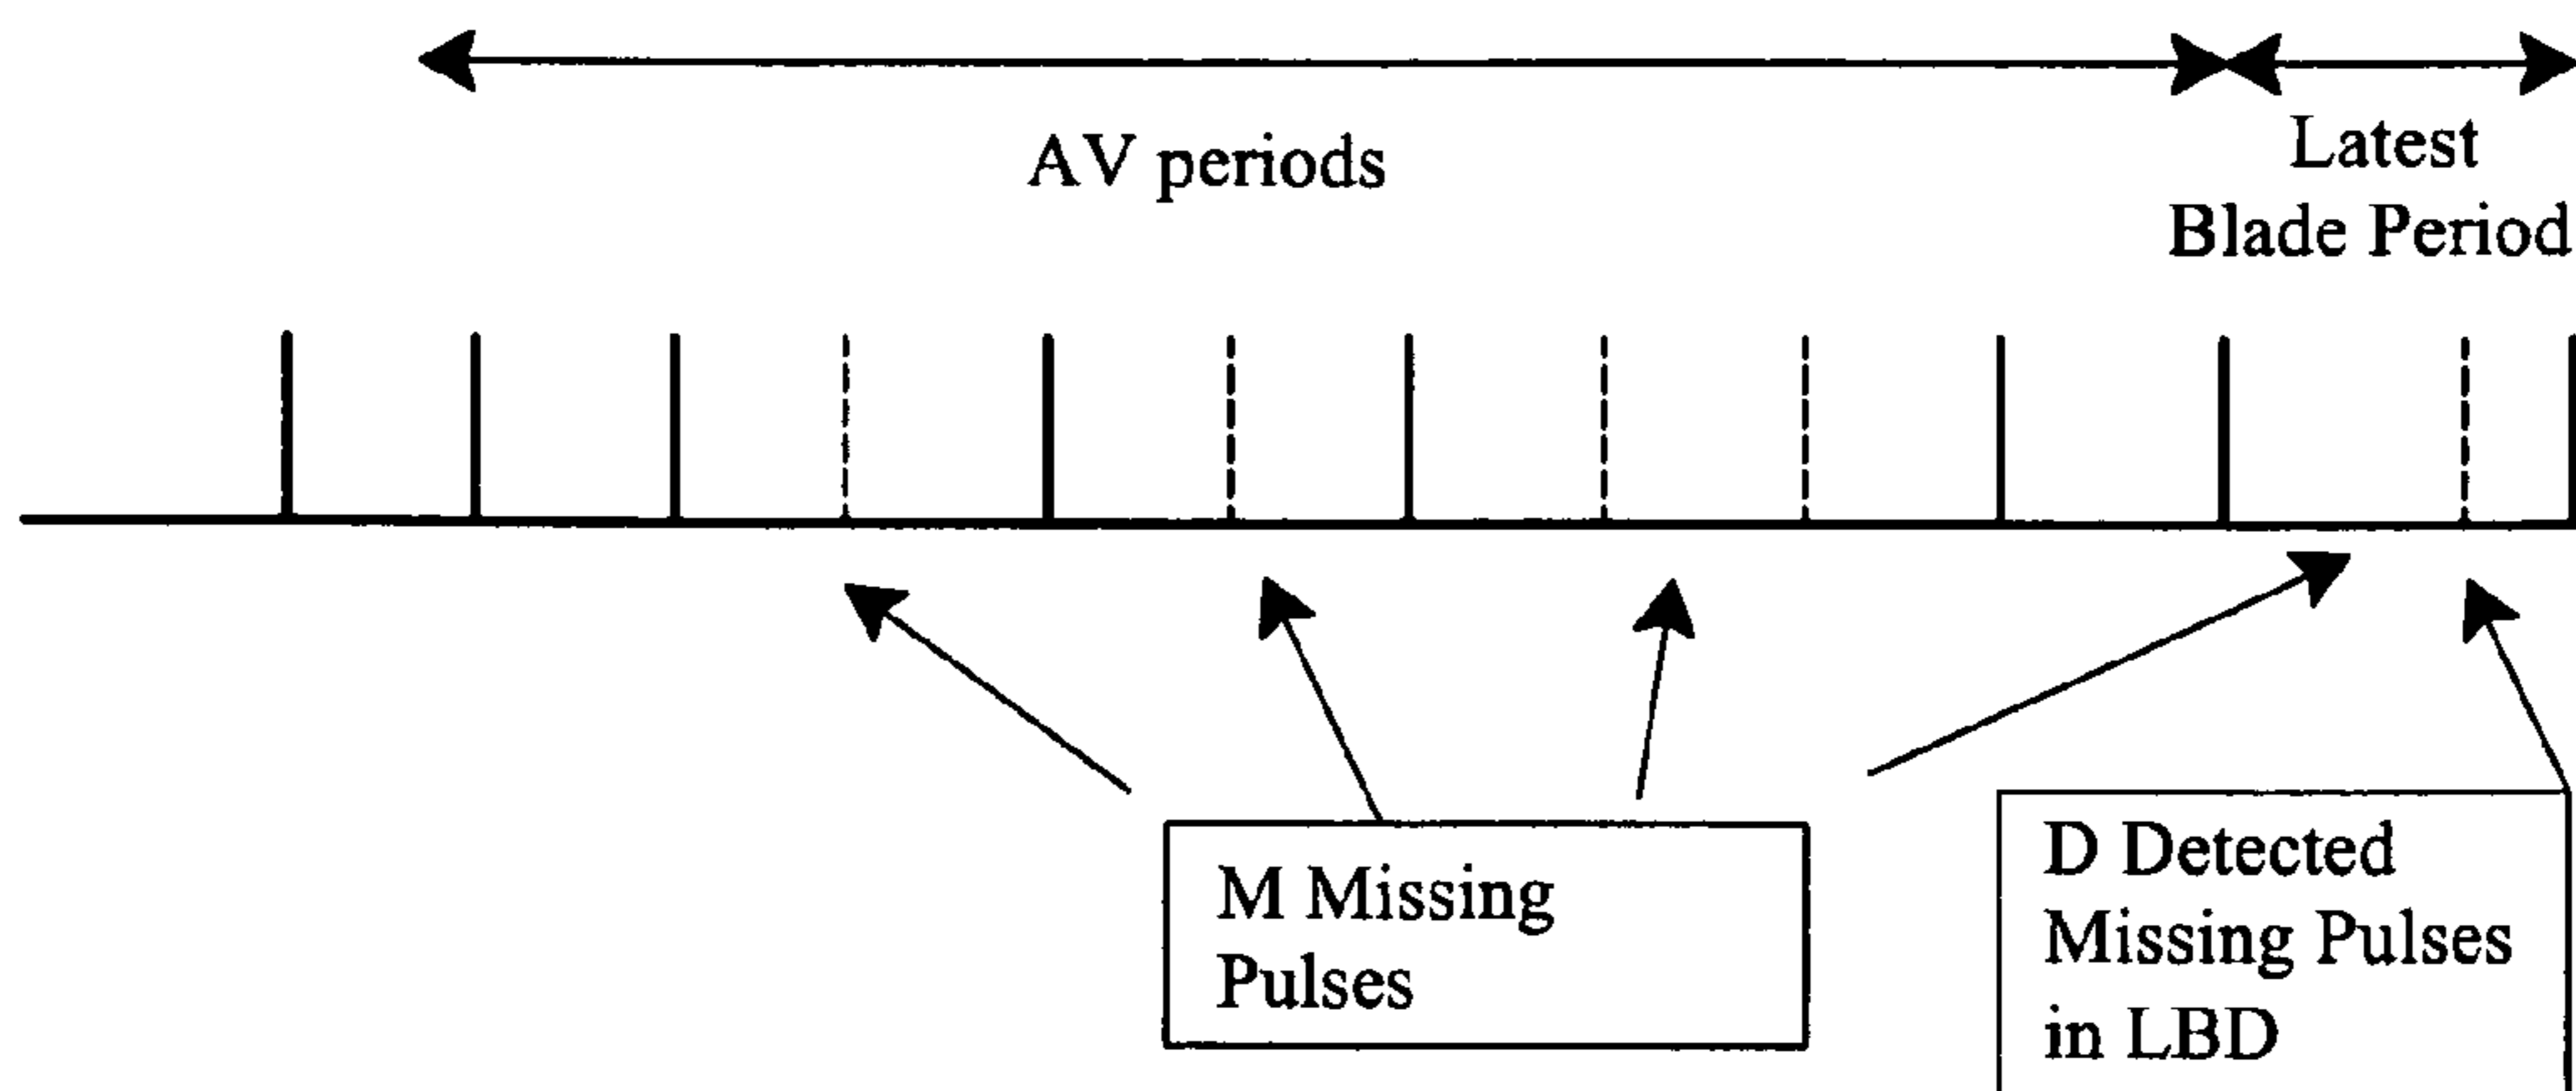 AV periods
Latest
Blade Period
M Missing
Pulses
D Detected
Missing Pulses
in LBD